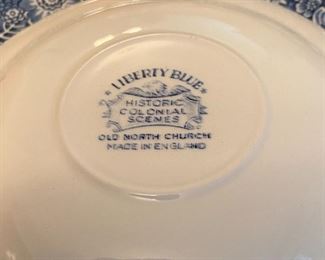 ★LIBERTY BLUE★
HISTORIC
COLONIAL
SCENES
OLD NORTH CHURCH
MADE IN ENGLAND